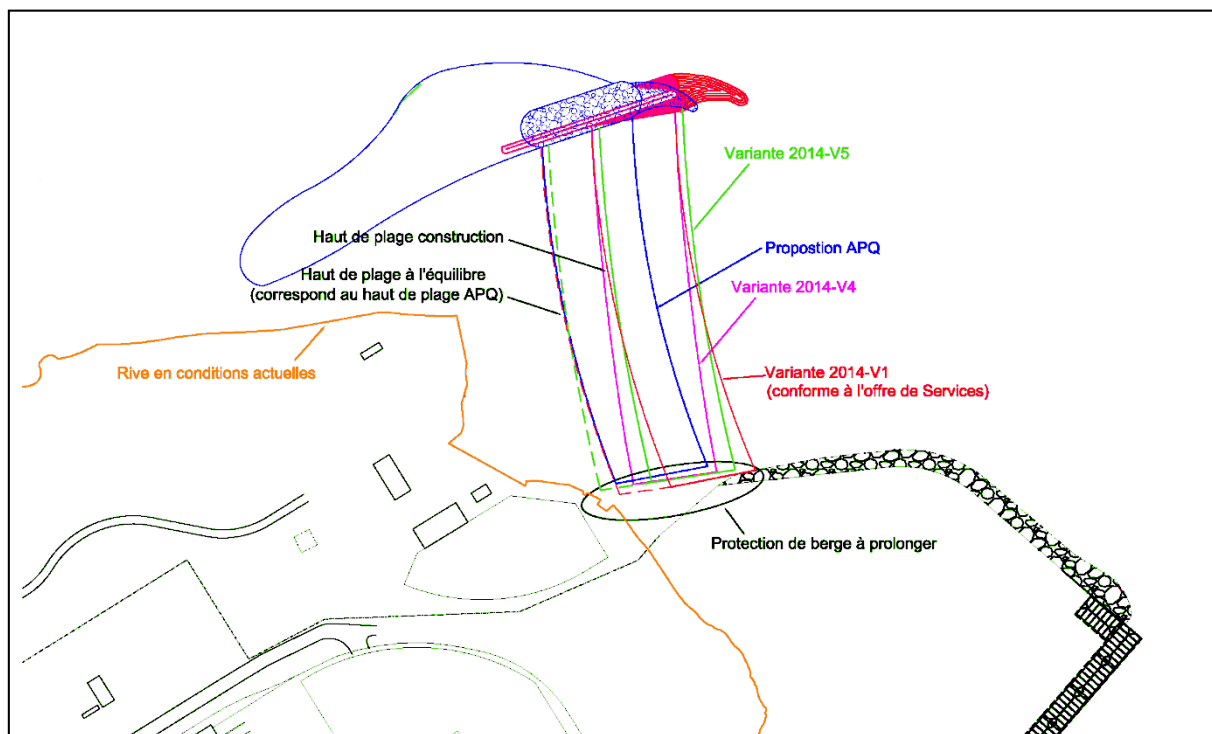 Variante 2014-V5
Haut de plage construction
Propostion APQ
Haut de plage à l'équilibre
(correspond au haut de plage APQ)
Variante 2014-V4
Rive en conditions actuelles
Variante 2014-V1
(conforme à l'offre de Services)
Protection de berge à prolonger